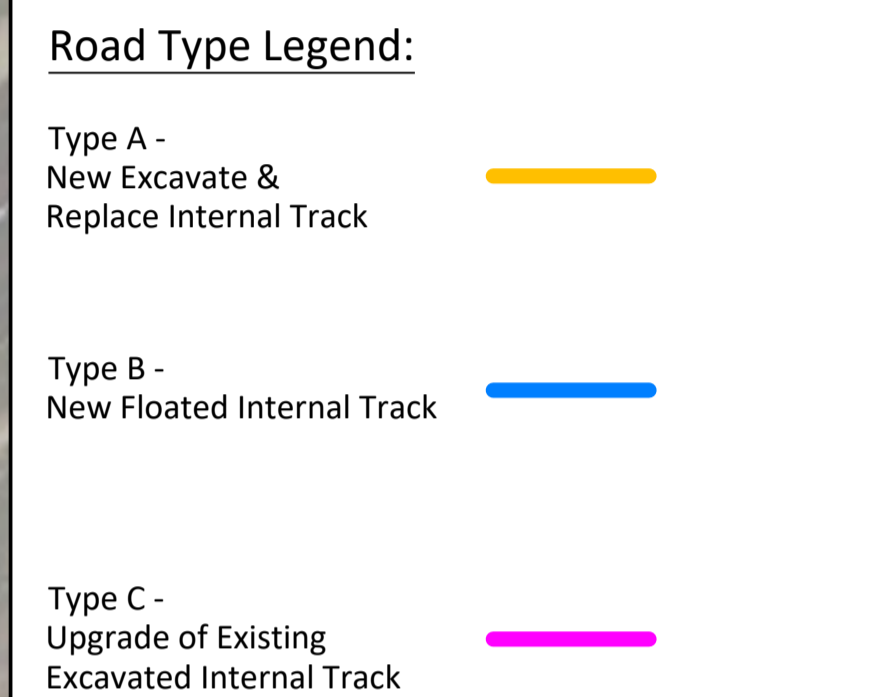 Road Type Legend:
Type A -
New Excavate &
Replace Internal Track
Type B -
New Floated Internal Track
Type C -
Upgrade of Existing
Excavated Internal Track